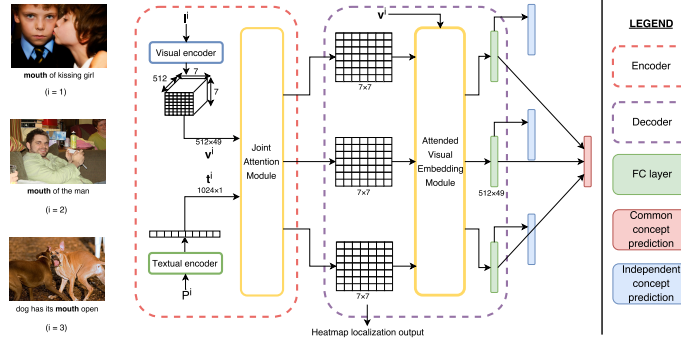 mouth of kissing girl
(i = 1)
mouth of the man
(i = 2)
dog has its mouth open
(i = 3)
I^i
Visual encoder
512
7
7
512×49
v^i
t^i
1024×1
Textual encoder
P^i
Joint
Attention
Module
v^i
7×7
7×7
7×7
Heatmap localization output
Attended
Visual
Embedding
Module
512×49
LEGEND
Encoder
Decoder
FC layer
Common
concept
prediction
Independent
concept
prediction